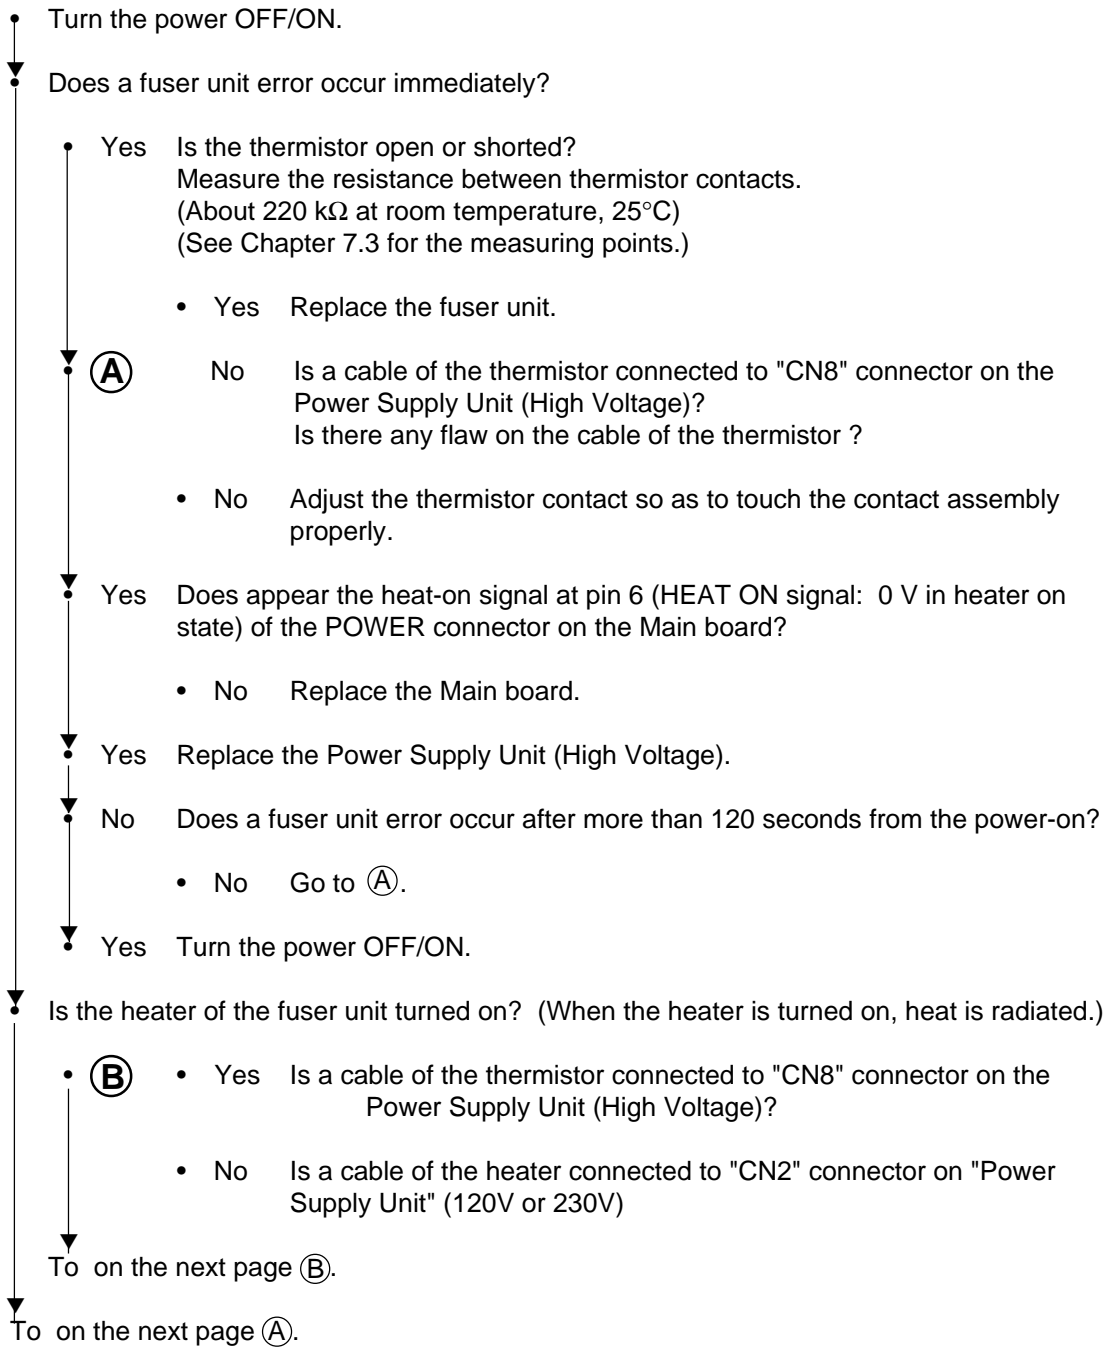 • Turn the power OFF/ON.
• Does a fuser unit error occur immediately?
• Yes Is the thermistor open or shorted?
Measure the resistance between thermistor contacts.
(About 220 kΩ at room temperature, 25°C)
(See Chapter 7.3 for the measuring points.)
• Yes Replace the fuser unit.
• Ⓐ No Is a cable of the thermistor connected to "CN8" connector on the
Power Supply Unit (High Voltage)?
Is there any flaw on the cable of the thermistor ?
• No Adjust the thermistor contact so as to touch the contact assembly
properly.
• Yes Does appear the heat-on signal at pin 6 (HEAT ON signal: 0 V in heater on
state) of the POWER connector on the Main board?
• No Replace the Main board.
• Yes Replace the Power Supply Unit (High Voltage).
• No Does a fuser unit error occur after more than 120 seconds from the power-on?
• No Go to Ⓐ.
• Yes Turn the power OFF/ON.
• Is the heater of the fuser unit turned on? (When the heater is turned on, heat is radiated.)
• Ⓑ • Yes Is a cable of the thermistor connected to "CN8" connector on the
Power Supply Unit (High Voltage)?
• No Is a cable of the heater connected to "CN2" connector on "Power
Supply Unit" (120V or 230V)
To on the next page Ⓑ.
To on the next page Ⓐ.